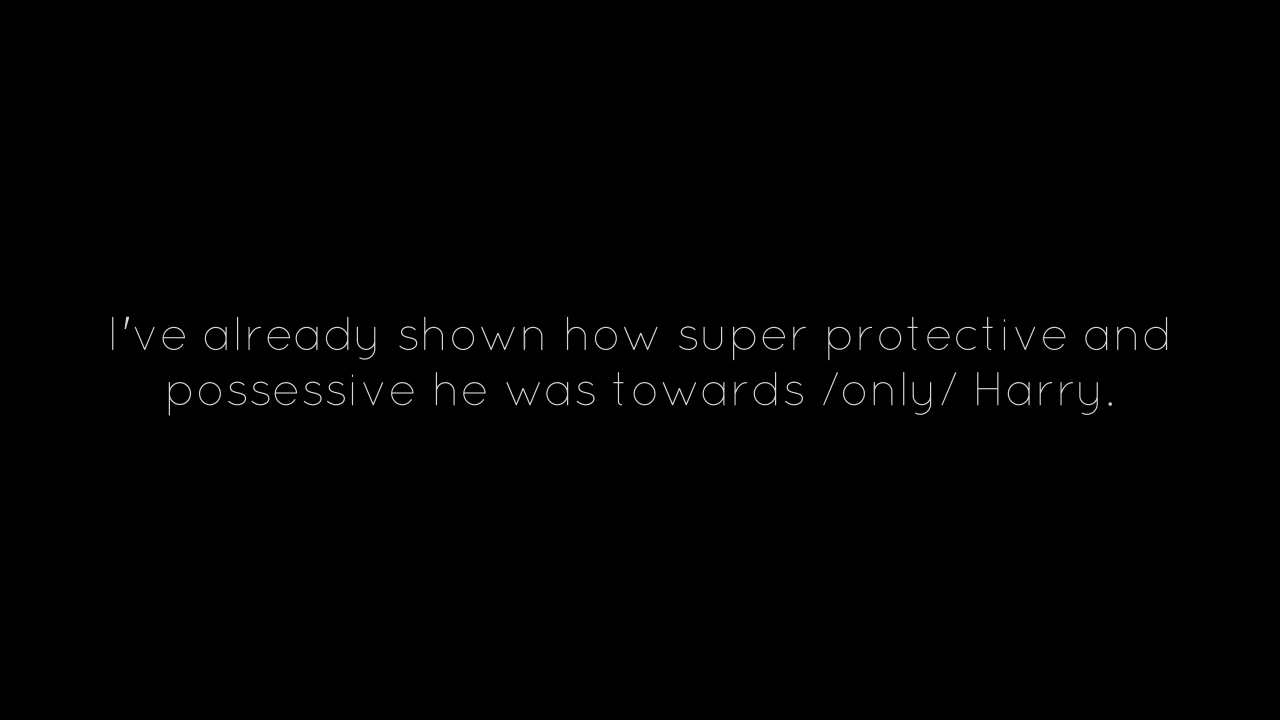 I've already shown how super protective and
possessive he was towards /only/ Harry.